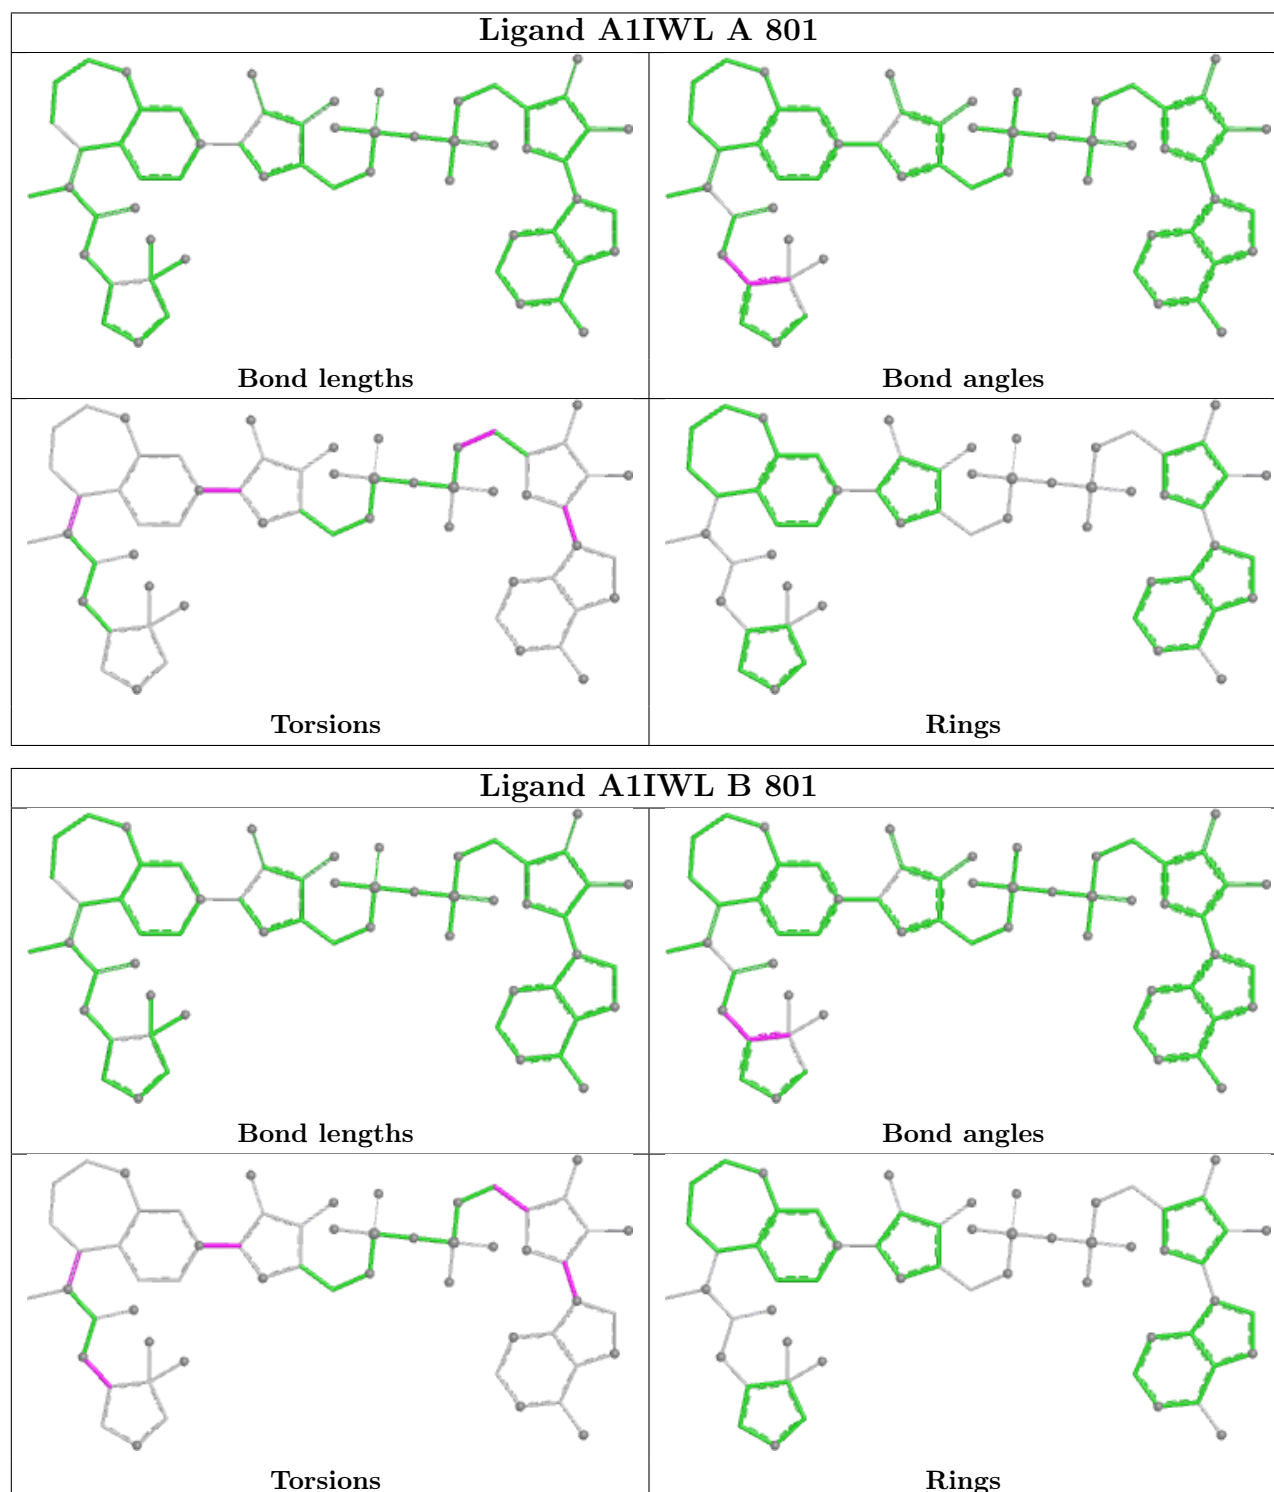 Ligand A1IWL A 801
Bond lengths
Bond angles
Torsions
Rings
Ligand A1IWL B 801
Bond lengths
Bond angles
Torsions
Rings